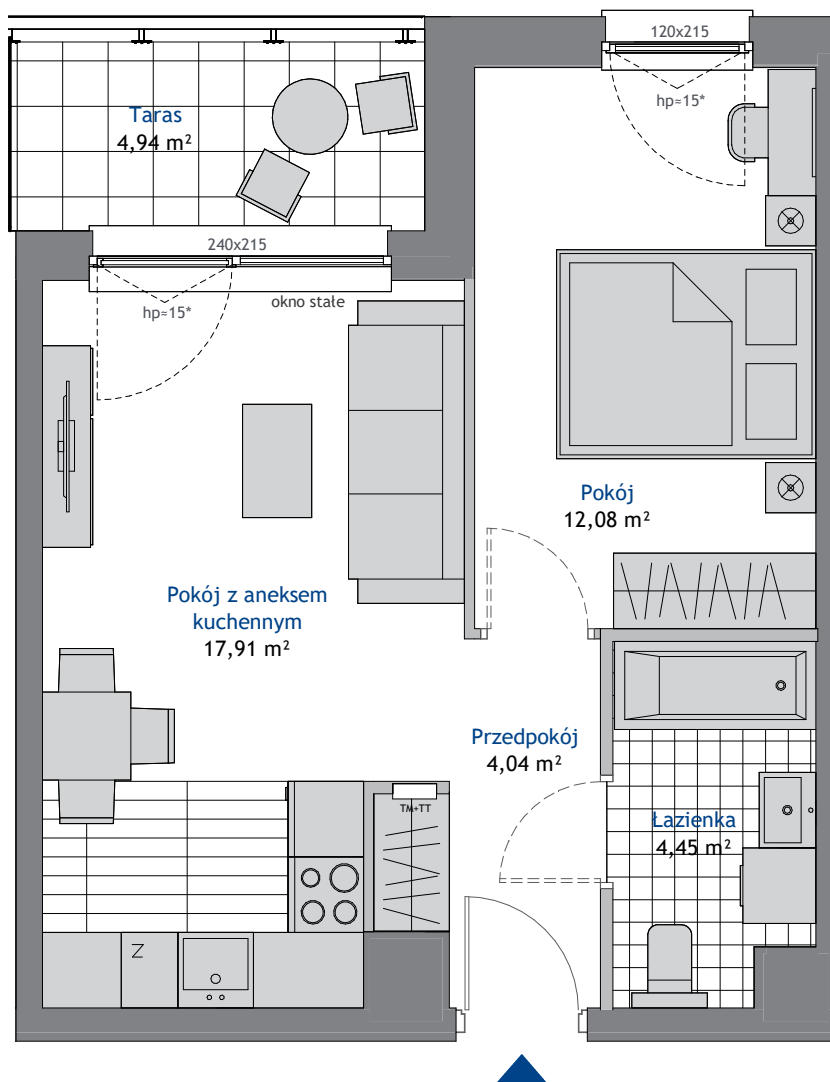 120x215
hp≈15*
Taras
4,94 m²
240x215
hp≈15*
okno stałe
Pokój
12,08 m²
Pokój z aneksem
kuchennym
17,91 m²
Przedpokój
4,04 m²
TM+TT
Łazienka
4,45 m²
Z